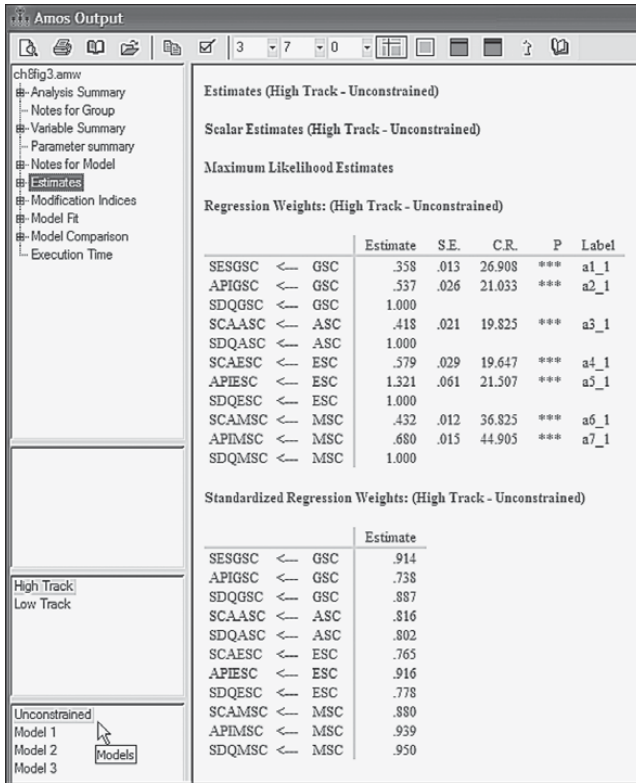 Amos Output
3 7 0
ch8fig3.amw
Analysis Summary
Notes for Group
Variable Summary
Parameter summary
Notes for Model
Estimates
Modification Indices
Model Fit
Model Comparison
Execution Time
High Track
Low Track
Unconstrained
Model 1
Model 2
Models
Model 3
Estimates (High Track - Unconstrained)
Scalar Estimates (High Track - Unconstrained)
Maximum Likelihood Estimates
Regression Weights: (High Track - Unconstrained)
Estimate S.E. C.R. P Label
SESGSC <--- GSC .358 .013 26.908 *** a1_1
APIGSC <--- GSC .537 .026 21.033 *** a2_1
SDQGSC <--- GSC 1.000
SCAASC <--- ASC .418 .021 19.825 *** a3_1
SDQASC <--- ASC 1.000
SCAESC <--- ESC .579 .029 19.647 *** a4_1
APIESC <--- ESC 1.321 .061 21.507 *** a5_1
SDQESC <--- ESC 1.000
SCAMSC <--- MSC .432 .012 36.825 *** a6_1
APIMSC <--- MSC .680 .015 44.905 *** a7_1
SDQMSC <--- MSC 1.000
Standardized Regression Weights: (High Track - Unconstrained)
Estimate
SESGSC <--- GSC .914
APIGSC <--- GSC .738
SDQGSC <--- GSC .887
SCAASC <--- ASC .816
SDQASC <--- ASC .802
SCAESC <--- ESC .765
APIESC <--- ESC .916
SDQESC <--- ESC .778
SCAMSC <--- MSC .880
APIMSC <--- MSC .939
SDQMSC <--- MSC .950